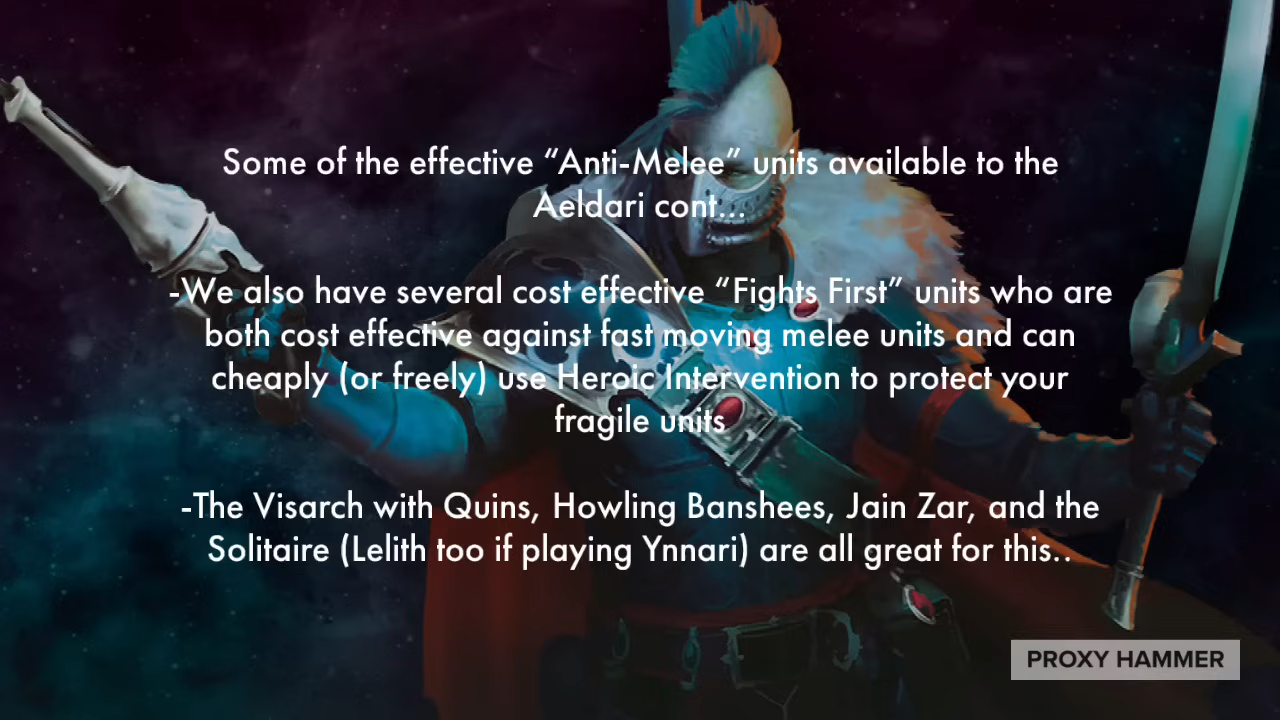 Some of the effective “Anti-Melee” units available to the
Aeldari cont...
-We also have several cost effective “Fights First” units who are
both cost effective against fast moving melee units and can
cheaply (or freely) use Heroic Intervention to protect your
fragile units
-The Visarch with Quins, Howling Banshees, Jain Zar, and the
Solitaire (Lelith too if playing Ynnari) are all great for this..
PROXY HAMMER